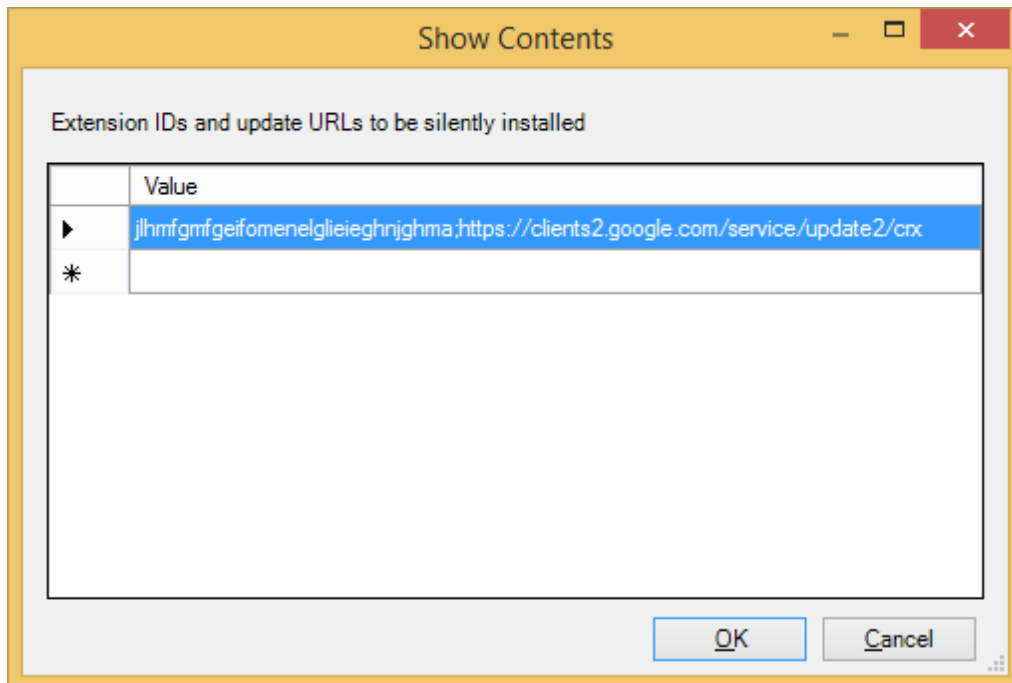 Show Contents
Extension IDs and update URLs to be silently installed
Value
jlhmfgmfgeifomenelglieieghnjghma;https://clients2.google.com/service/update2/crx
OK
Cancel